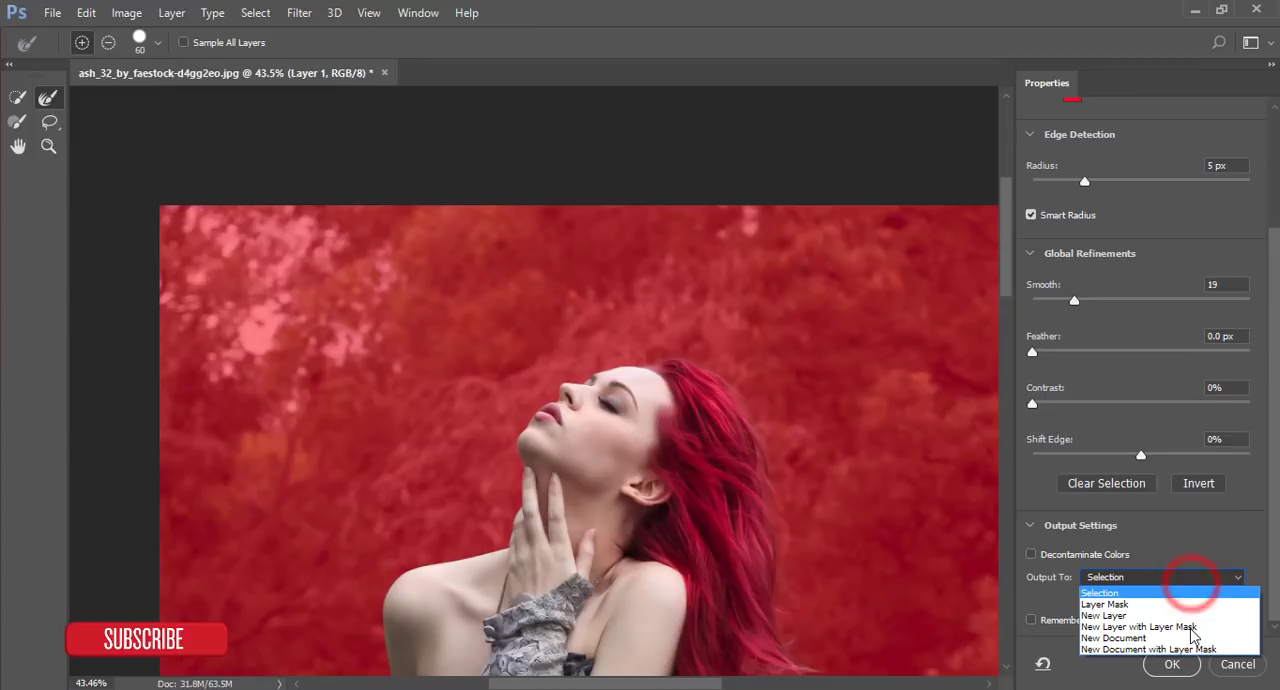 Ps File Edit Image Layer Type Select Filter 3D View Window Help
60 Sample All Layers
ash_32_by_faestock-d4gg2eo.jpg @ 43.5% (Layer 1, RGB/8) * ×
Properties
Edge Detection
Radius: 5 px
Smart Radius
Global Refinements
Smooth: 19
Feather: 0.0 px
Contrast: 0%
Shift Edge: 0%
Clear Selection Invert
Output Settings
Decontaminate Colors
Output To: Selection
Selection
Layer Mask
New Layer
Remembe
New Layer with Layer Mask
New Document
New Document with Layer Mask
OK Cancel
SUBSCRIBE
43.46% Doc: 31.8M/63.5M